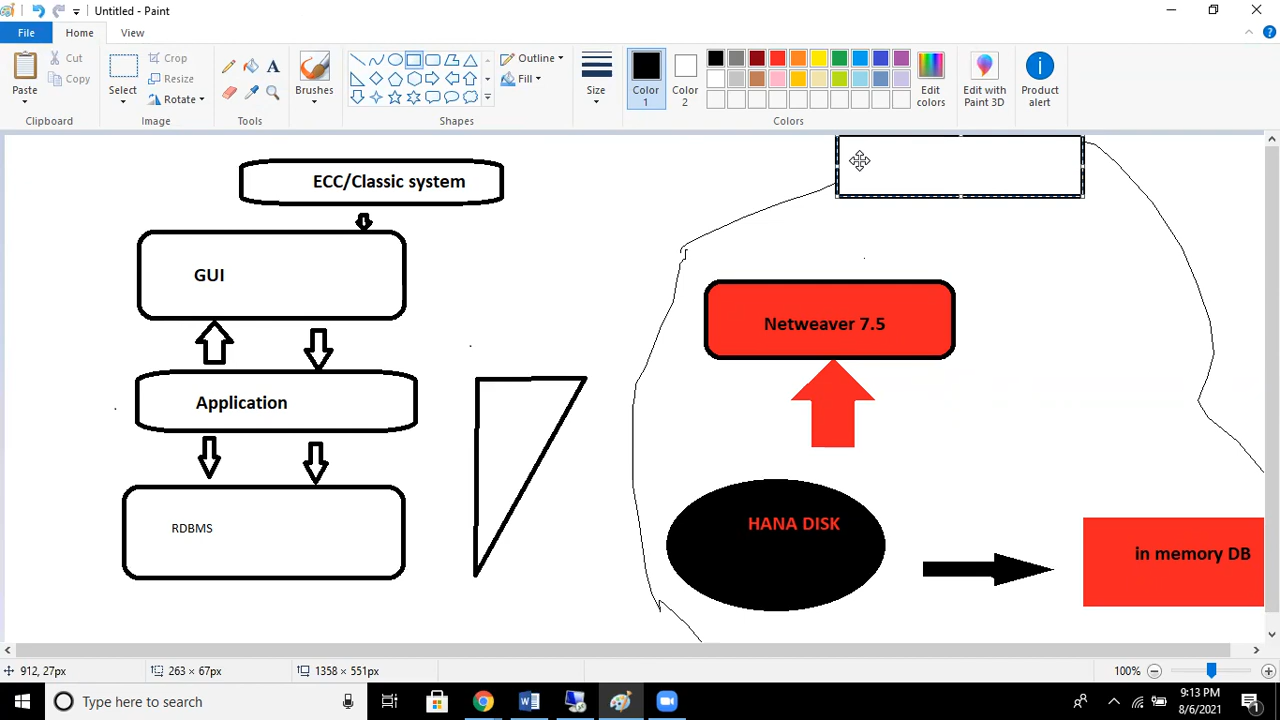 Untitled - Paint
File
Home
View
Paste
Cut
Copy
Clipboard
Select
Crop
Resize
Rotate
Image
A
Tools
Brushes
Outline
Fill
Shapes
Size
Color
1
Color
2
Edit
colors
Colors
Edit with
Paint 3D
Product
alert
ECC/Classic system
GUI
Application
RDBMS
Netweaver 7.5
HANA DISK
in memory DB
912, 27px
263 × 67px
1358 × 551px
100%
Type here to search
9:13 PM
8/6/2021
1